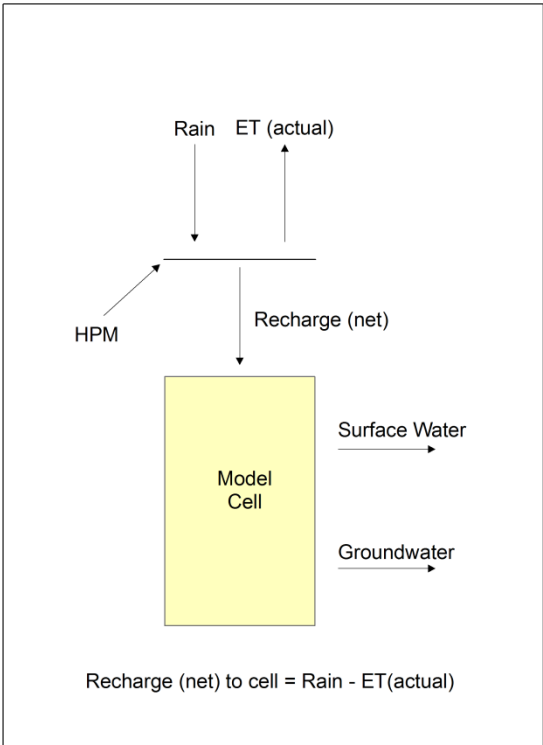 Rain ET (actual)
HPM
Recharge (net)
Surface Water
Model
Cell
Groundwater
Recharge (net) to cell = Rain - ET(actual)